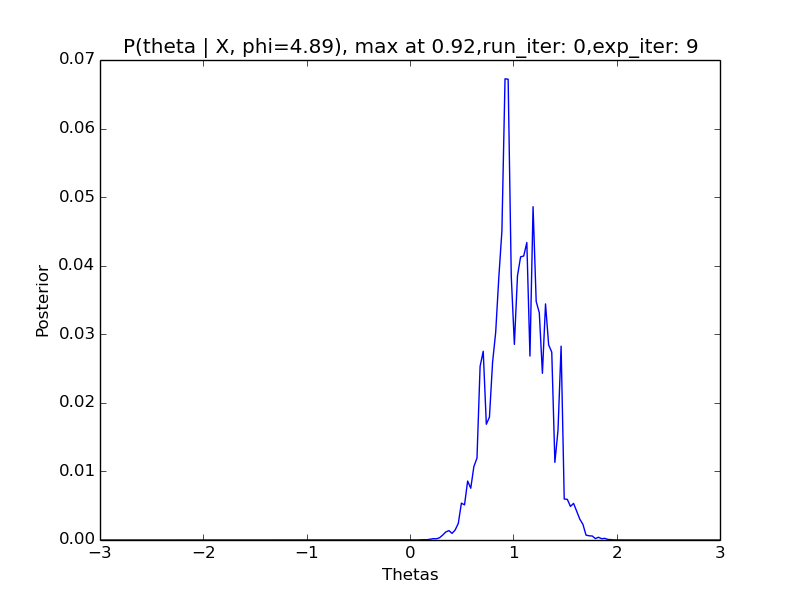 P(theta | X, phi=4.89), max at 0.92,run_iter: 0,exp_iter: 9
0.07
0.06
0.05
0.04
0.03
0.02
0.01
0.00
Posterior
−3 −2 −1 0 1 2 3
Thetas